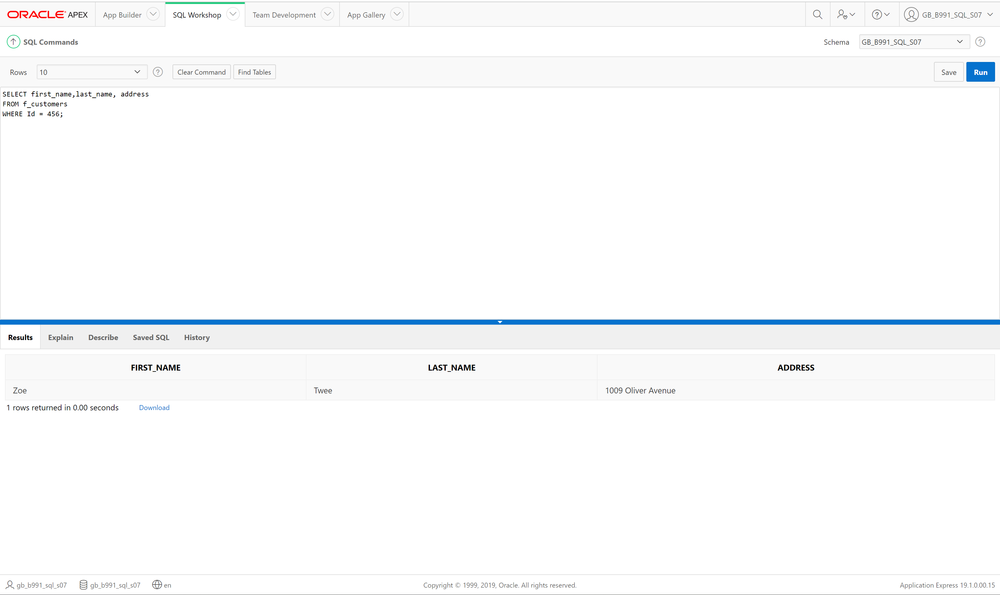 ORACLE APEX App Builder SQL Workshop Team Development App Gallery GB_B991_SQL_S07
SQL Commands Schema GB_B991_SQL_S07
Rows 10 Clear Command Find Tables Save Run
SELECT first_name,last_name, address
FROM f_customers
WHERE Id = 456;
Results Explain Describe Saved SQL History
FIRST_NAME LAST_NAME ADDRESS
Zoe Twee 1009 Oliver Avenue
1 rows returned in 0.00 seconds Download
gb_b991_sql_s07 gb_b991_sql_s07 en Copyright © 1999, 2019, Oracle. All rights reserved. Application Express 19.1.0.00.15